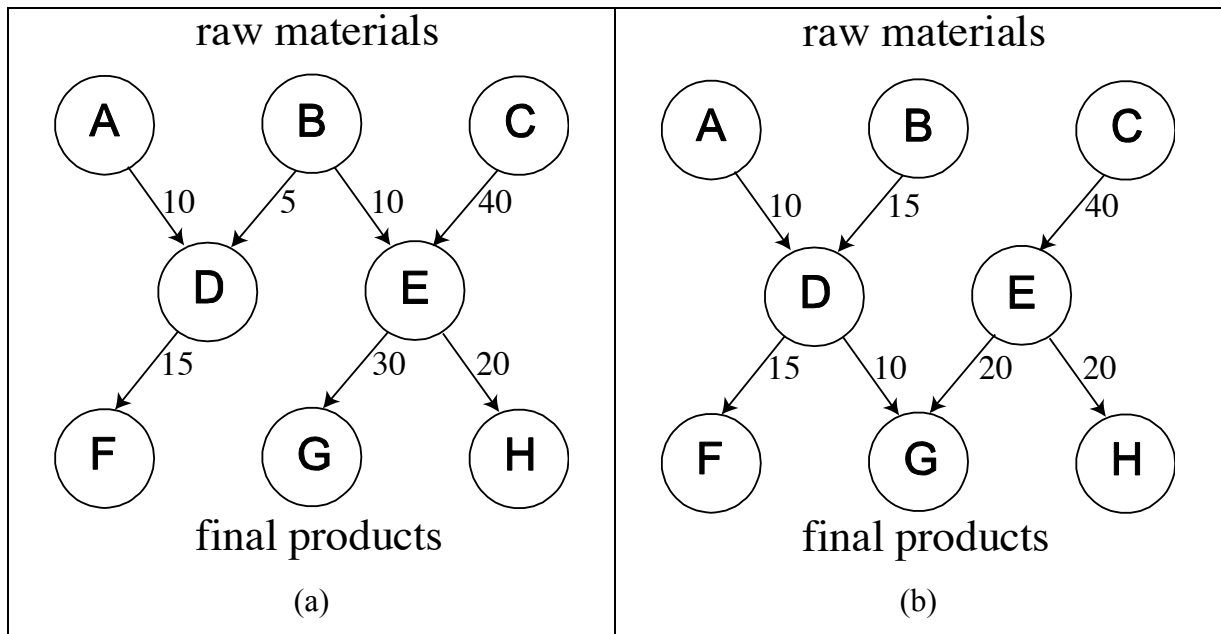 raw materials
A B C
10 5 10 40
D E
15 30 20
F G H
final products
(a)
raw materials
A B C
10 15 40
D E
15 10 20 20
F G H
final products
(b)